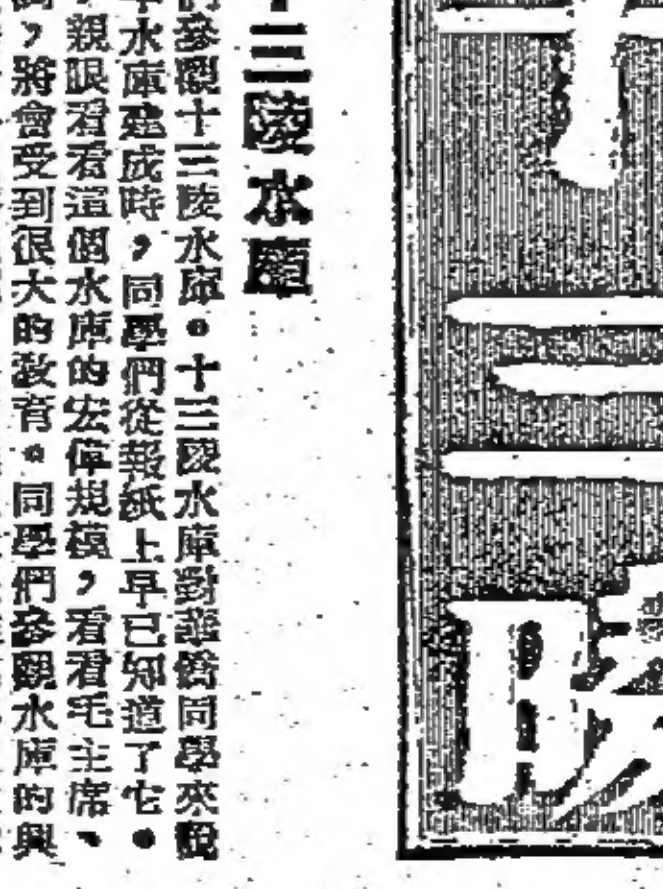 十三陵
十三陵水庫
們參觀十三陵水庫。十三陵水庫對華僑同學來說
水庫建成時,同學們從報紙上早已知道了它。
親眼看看這個水庫的宏偉規模,看看毛主席、
,將會受到很大的教育。同學們參觀水庫的興